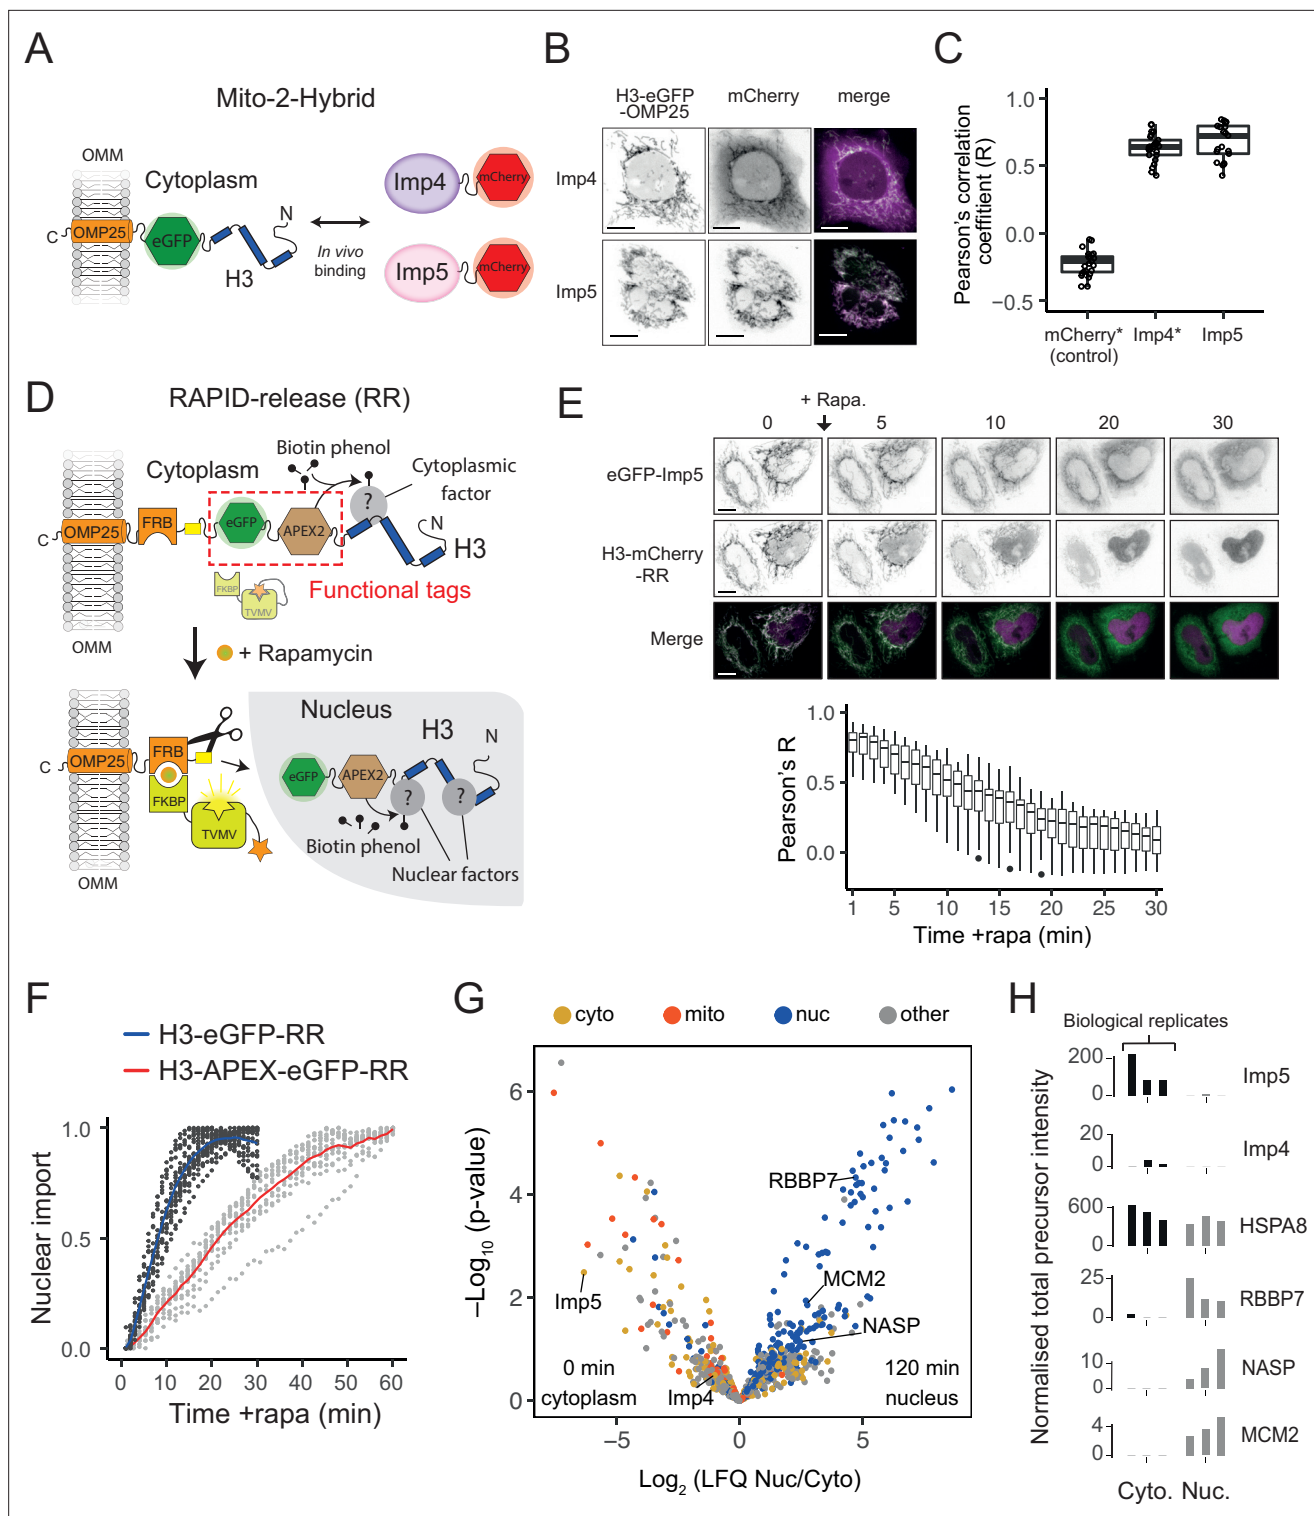 A
Mito-2-Hybrid
OMM
Cytoplasm
C
OMP25
eGFP
H3
N
In vivo
binding
Imp4
mCherry
Imp5
mCherry
B
H3-eGFP
-OMP25
mCherry
merge
Imp4
Imp5
C
Pearson's correlation
coeffitient (R)
1.0
0.5
0.0
−0.5
mCherry*
(control)
Imp4*
Imp5
D
RAPID-release (RR)
Biotin phenol
Cytoplasm
Cytoplasmic
factor
?
N
C
OMP25
FRB
eGFP
APEX2
H3
FKBP
TVMV
Functional tags
OMM
+ Rapamycin
Nucleus
H3
N
C
OMP25
FRB
FKBP
TVMV
eGFP
APEX2
?
?
Biotin phenol
Nuclear factors
OMM
E
+ Rapa.
0
5
10
20
30
eGFP-Imp5
H3-mCherry
-RR
Merge
Pearson's R
1.0
0.5
0.0
1
5
10
15
20
25
30
Time +rapa (min)
F
H3-eGFP-RR
H3-APEX-eGFP-RR
Nuclear import
1.0
0.5
0.0
0
10
20
30
40
50
60
Time +rapa (min)
G
cyto
mito
nuc
other
−Log10 (p-value)
6
4
2
0
RBBP7
MCM2
NASP
Imp5
Imp4
0 min
cytoplasm
120 min
nucleus
−5
0
5
Log2 (LFQ Nuc/Cyto)
H
Biological replicates
Normalised total precursor intensity
200
0
Imp5
20
0
Imp4
600
0
HSPA8
25
0
RBBP7
10
0
NASP
4
0
MCM2
Cyto. Nuc.